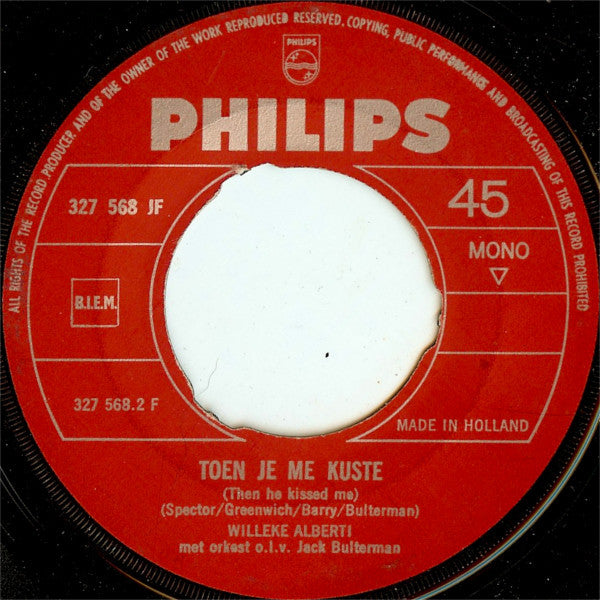 ALL RIGHTS OF THE RECORD PRODUCER AND OF THE OWNER OF THE WORK REPRODUCED RESERVED. COPYING, PUBLIC PERFORMANCE AND BROADCASTING OF THIS RECORD PROHIBITED
PHILIPS
PHILIPS
327 568 JF
45
MONO
B.I.E.M.
327 568.2 F
MADE IN HOLLAND
TOEN JE ME KUSTE
(Then he kissed me)
(Spector/Greenwich/Barry/Bulterman)
WILLEKE ALBERTI
met orkest o.l.v. Jack Bulterman